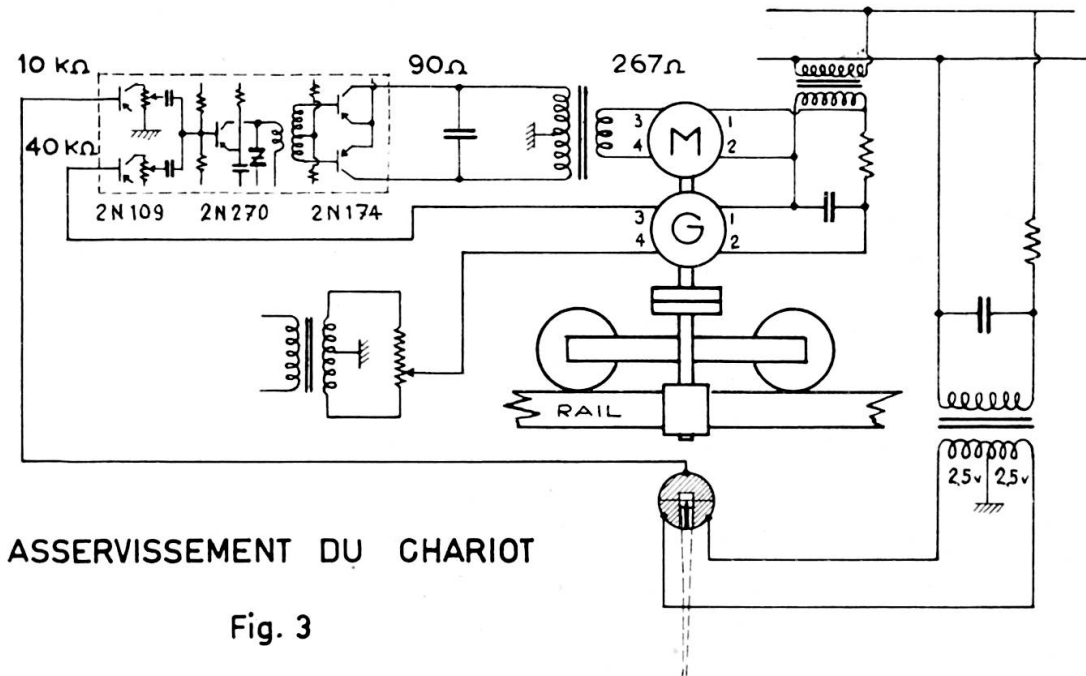 10 KΩ
90Ω
267Ω
40 KΩ
2N109 2N270 2N174
3 M 1
4 2
3 G 1
4 2
RAIL
2,5v 2,5v
ASSERVISSEMENT DU CHARIOT
Fig. 3